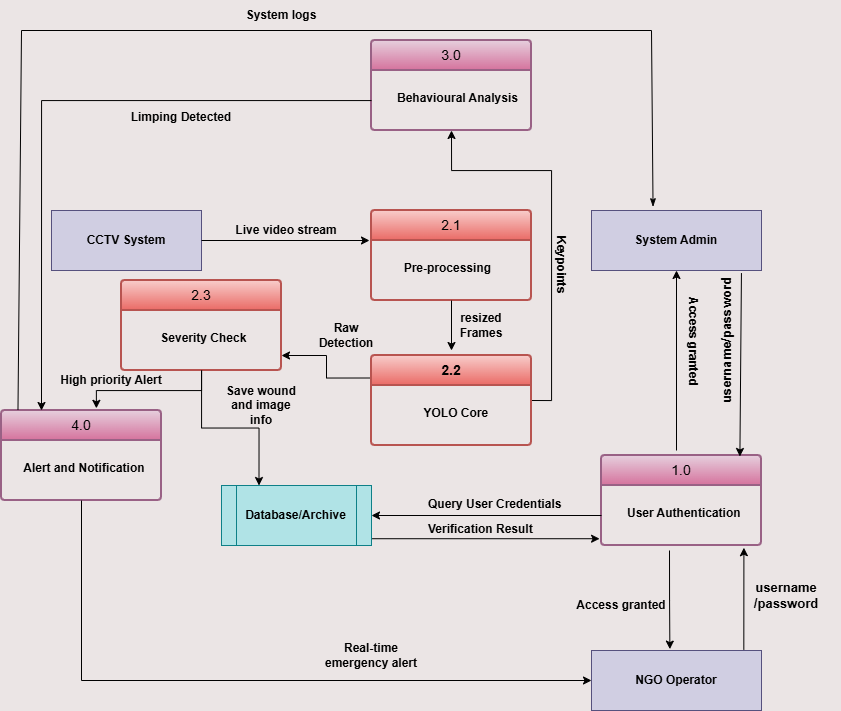 System logs
3.0
Behavioural Analysis
Limping Detected
CCTV System
Live video stream
2.1
Pre-processing
Keypoints
System Admin
2.3
Severity Check
resized
Frames
Raw
Detection
2.2
YOLO Core
Access granted
username/password
High priority Alert
Save wound
and image
info
4.0
Alert and Notification
Database/Archive
Query User Credentials
Verification Result
1.0
User Authentication
Access granted
username
/password
Real-time
emergency alert
NGO Operator